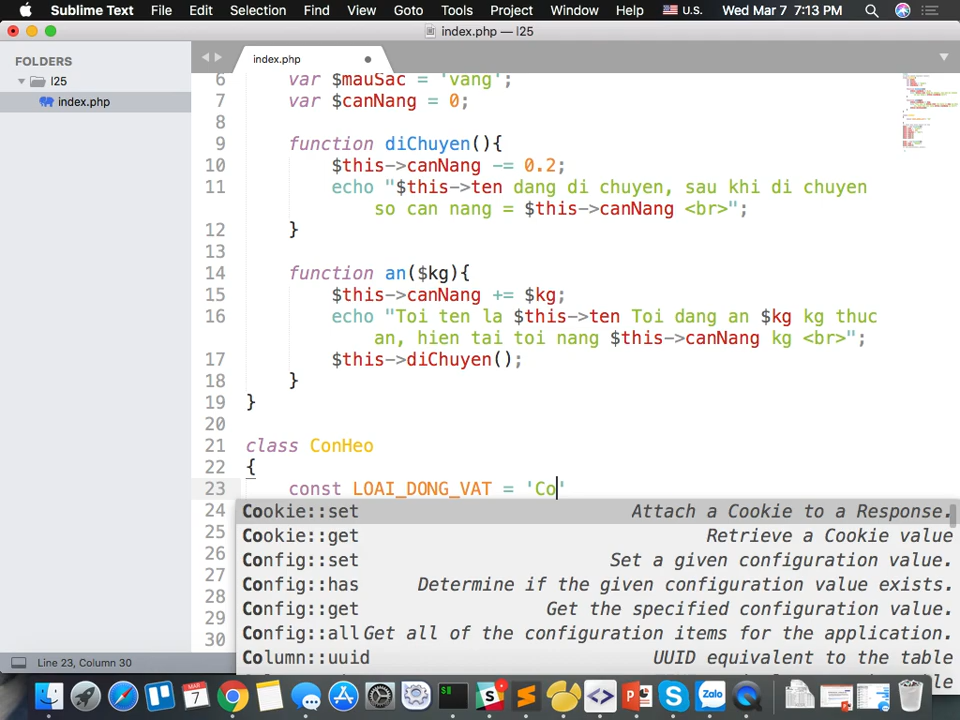 Sublime Text File Edit Selection Find View Goto Tools Project Window Help U.S. Wed Mar 7 7:13 PM
index.php — l25
FOLDERS
l25
index.php
index.php
6 var $mauSac = 'vang';
7 var $canNang = 0;
8
9 function diChuyen(){
10 $this->canNang -= 0.2;
11 echo "$this->ten dang di chuyen, sau khi di chuyen
so can nang = $this->canNang <br>";
12 }
13
14 function an($kg){
15 $this->canNang += $kg;
16 echo "Toi ten la $this->ten Toi dang an $kg kg thuc
an, hien tai toi nang $this->canNang kg <br>";
17 $this->diChuyen();
18 }
19 }
20
21 class ConHeo
22 {
23 const LOAI_DONG_VAT = 'Co'
24
25
26
27
28
29
30
Cookie::set Attach a Cookie to a Response.
Cookie::get Retrieve a Cookie value
Config::set Set a given configuration value.
Config::has Determine if the given configuration value exists.
Config::get Get the specified configuration value.
Config::all Get all of the configuration items for the application.
Column::uuid UUID equivalent to the table
Line 23, Column 30
MAR
7
Zalo